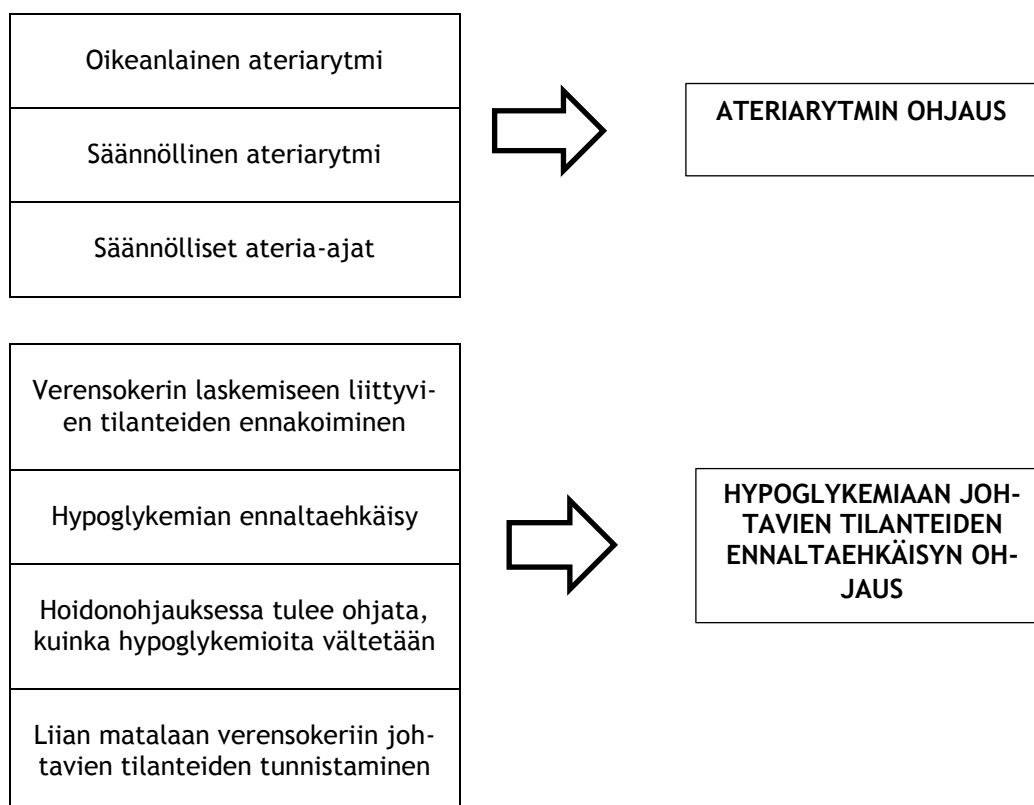 Oikeanlainen ateriarytmi
Säännöllinen ateriarytmi
Säännölliset ateria-ajat
ATERIARYTMIN OHJAUS
Verensokerin laskemiseen liittyvi-
en tilanteiden ennakoiminen
Hypoglykemian ennaltaehkäisy
Hoidonohjauksessa tulee ohjata,
kuinka hypoglykemioita vältetään
Liian matalaan verensokeriin joh-
tavien tilanteiden tunnistaminen
HYPOGLYKEMIAAN JOH-
TAVIEN TILANTEIDEN
ENNALTAEHKÄISYN OH-
JAUS